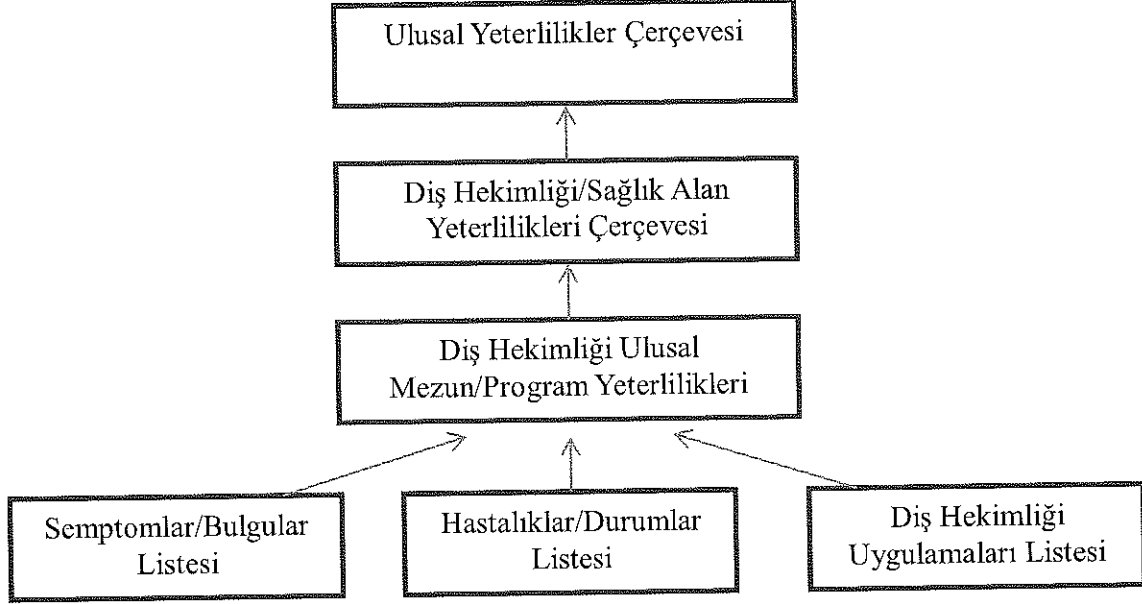 Ulusal Yeterlilikler Çerçevesi
Diş Hekimliği/Sağlık Alan
Yeterlilikleri Çerçevesi
Diş Hekimliği Ulusal
Mezun/Program Yeterlilikleri
Semptomlar/Bulgular
Listesi
Hastalıklar/Durumlar
Listesi
Diş Hekimliği
Uygulamaları Listesi